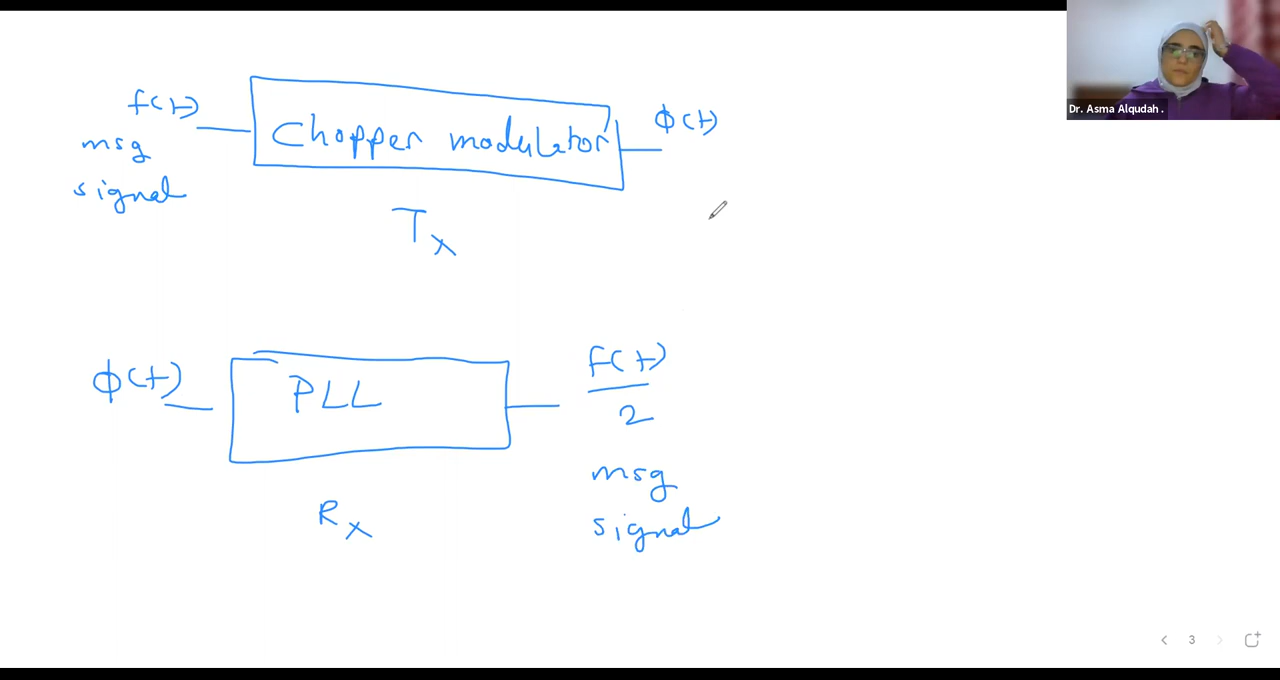 f(t)
msg
signal
Chopper modulator
ϕ(t)
Tx
Dr. Asma Alqudah .
ϕ(t)
PLL
f(t)
2
msg
signal
Rx
3